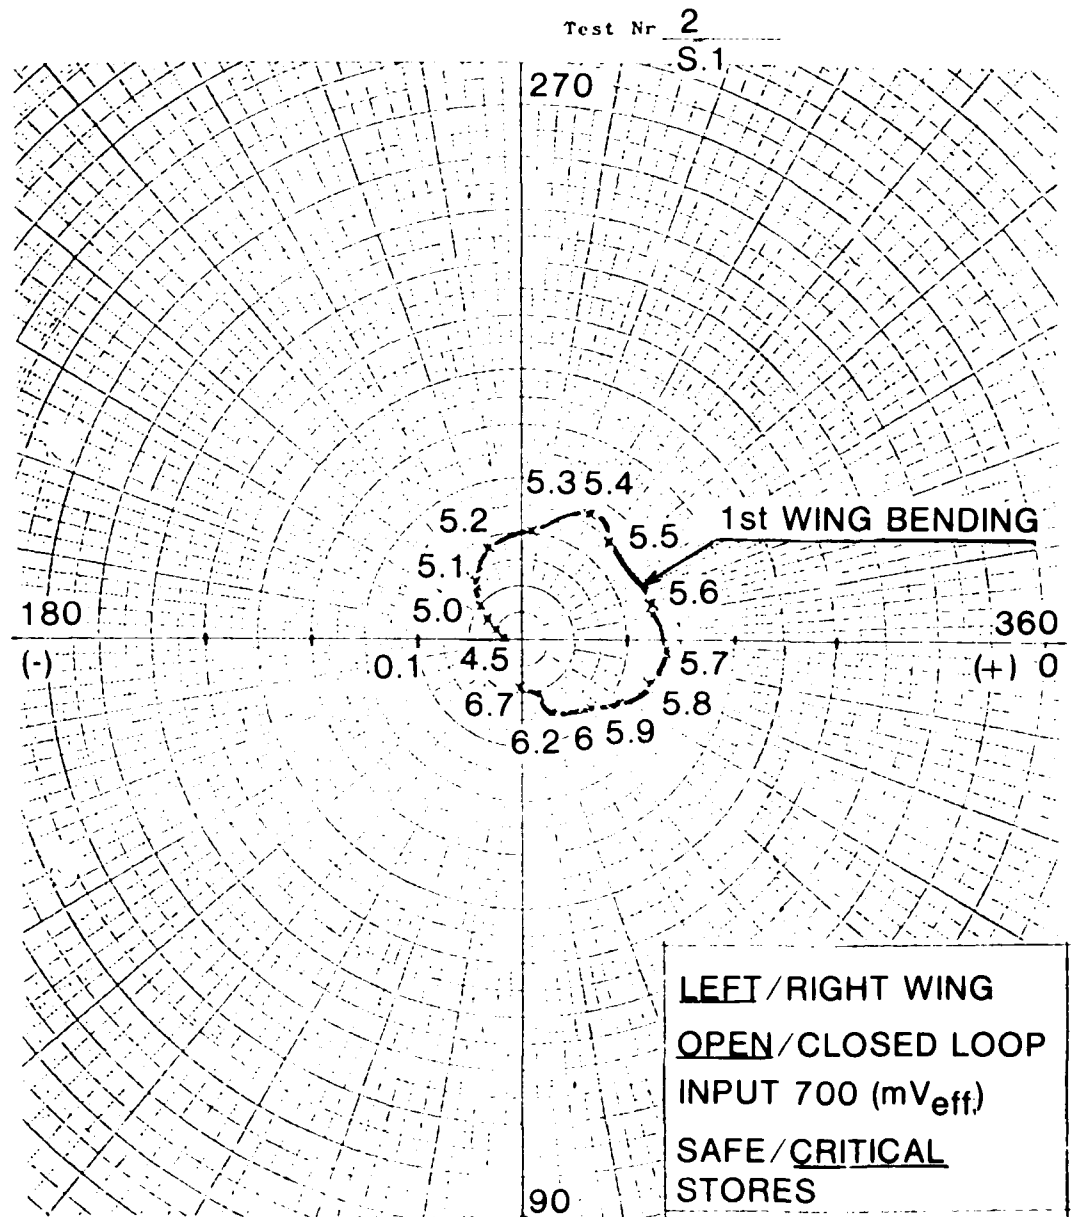 Test Nr 2
S.1
270
5.3 5.4
5.2
5.5
1st WING BENDING
5.1
5.6
5.0
180
360
(-)
0.1
4.5
5.7
(+) 0
6.7
5.8
6.2 6 5.9
LEFT/RIGHT WING
OPEN/CLOSED LOOP
INPUT 700 (mVeff.)
SAFE/CRITICAL
STORES
90